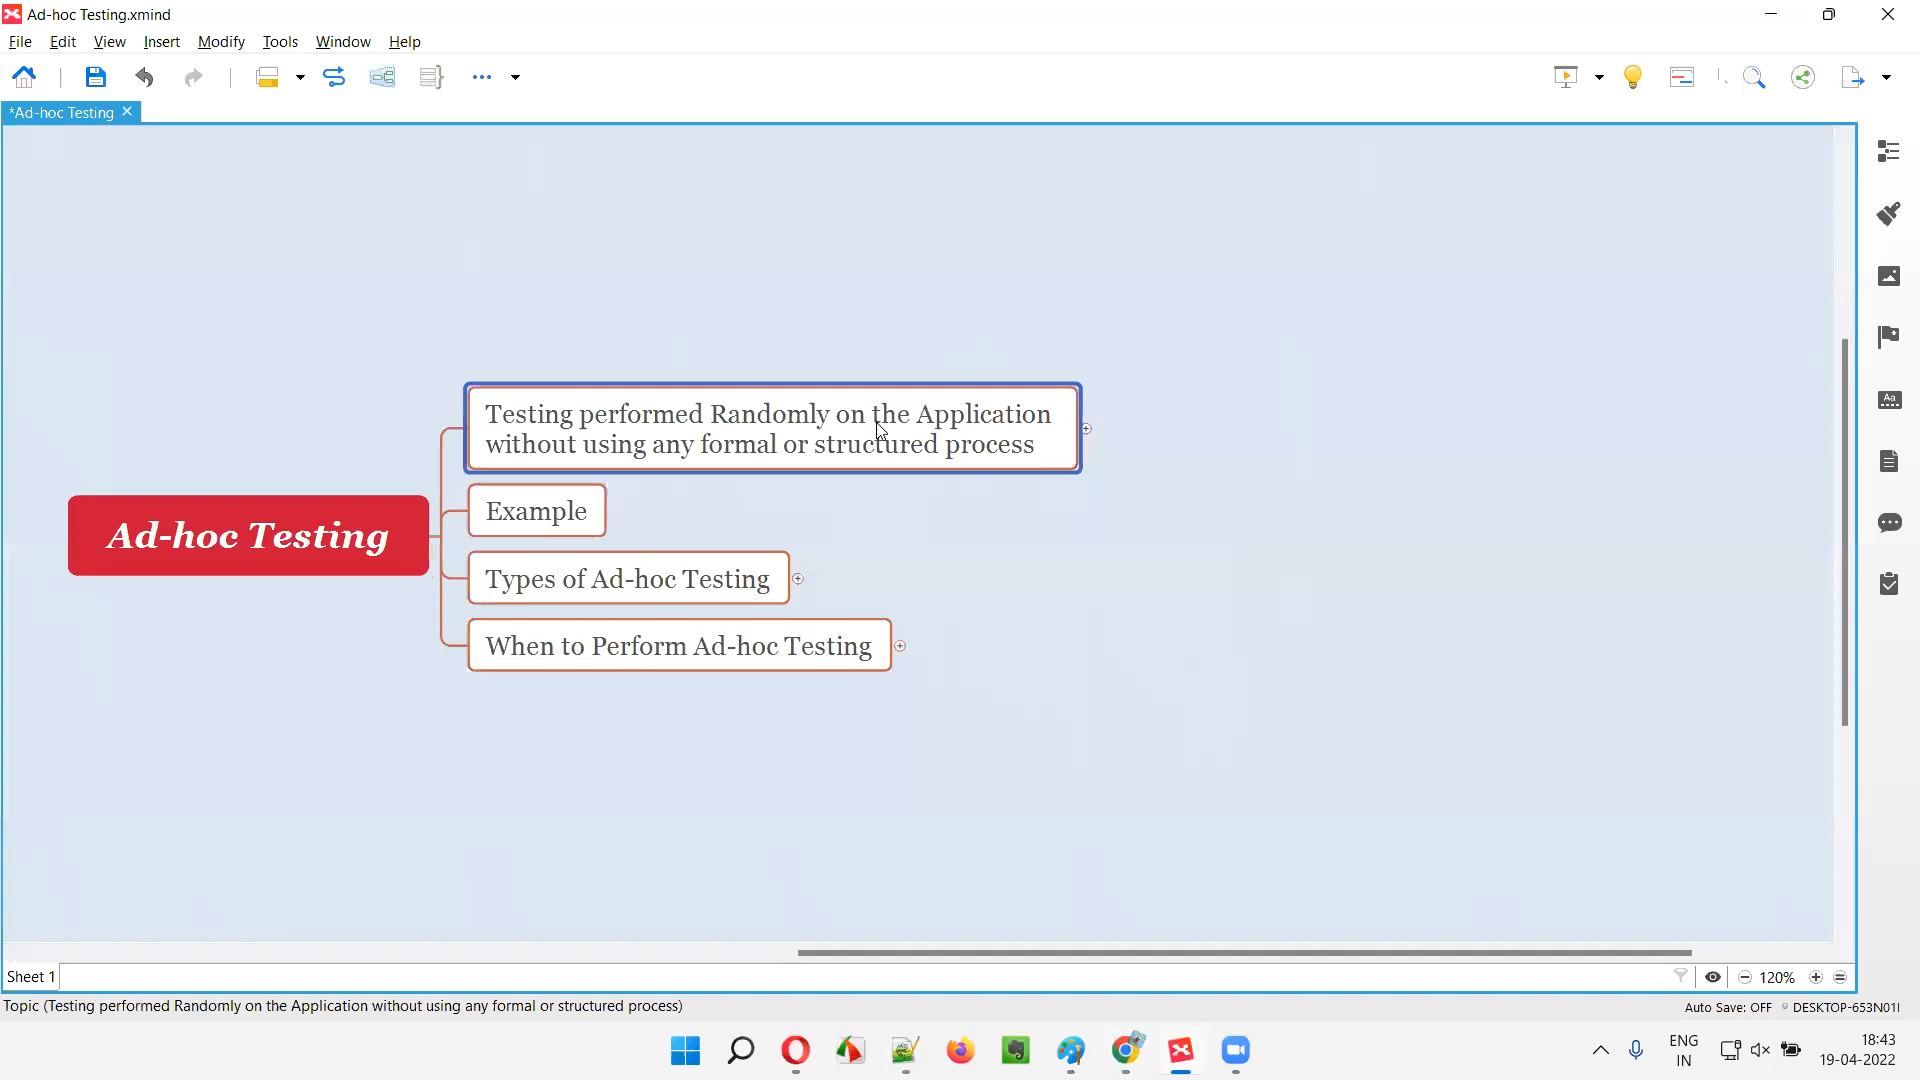 Ad-hoc Testing.xmind
File Edit View Insert Modify Tools Window Help
*Ad-hoc Testing
Testing performed Randomly on the Application
without using any formal or structured process
Example
Ad-hoc Testing
Types of Ad-hoc Testing
When to Perform Ad-hoc Testing
Aa
Sheet 1
120%
Topic (Testing performed Randomly on the Application without using any formal or structured process)
Auto Save: OFF DESKTOP-653N01I
ENG
IN
18:43
19-04-2022